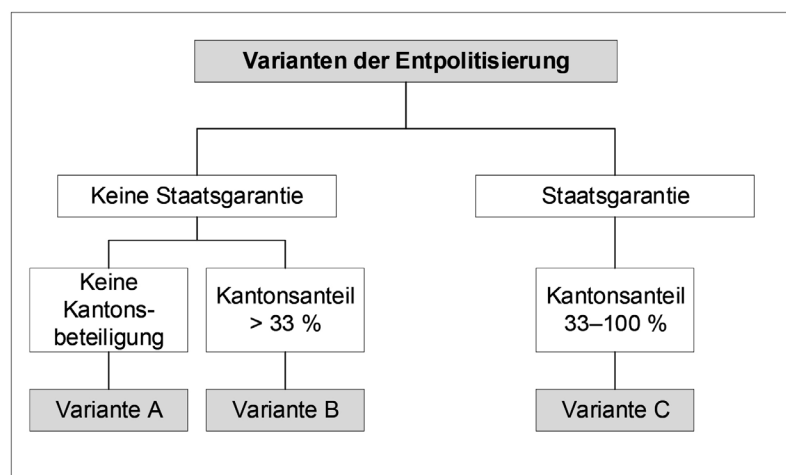 Varianten der Entpolitisierung
Keine Staatsgarantie
Staatsgarantie
Keine
Kantons-
beteiligung
Kantonsanteil
> 33 %
Kantonsanteil
33–100 %
Variante A
Variante B
Variante C